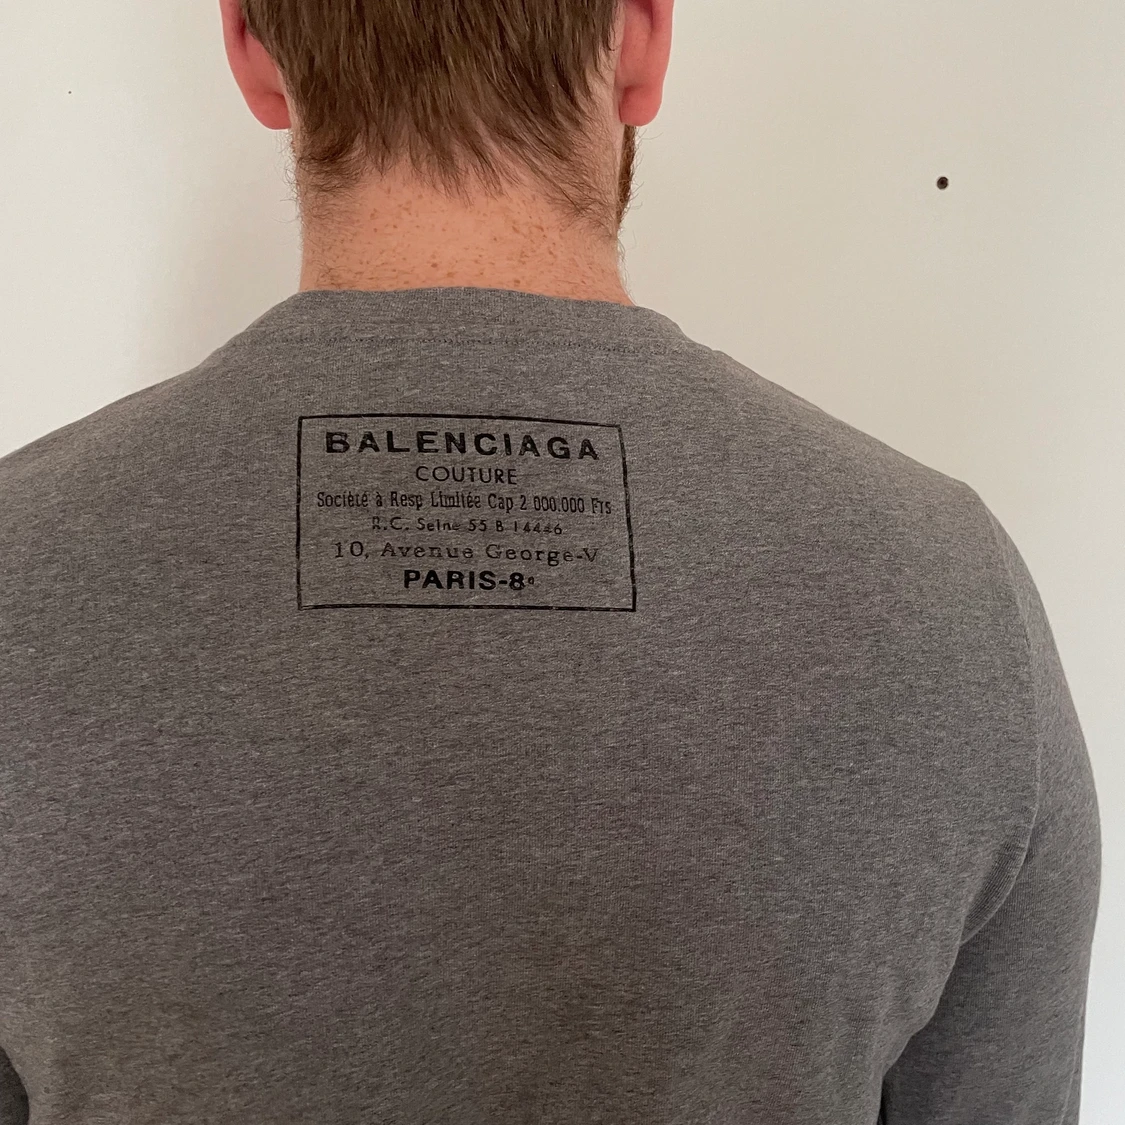 BALENCIAGA
COUTURE
Société à Resp Limitée Cap 2 000.000 Frs
R.C. Seine 55 B 14446
10, Avenue George-V
PARIS-8e